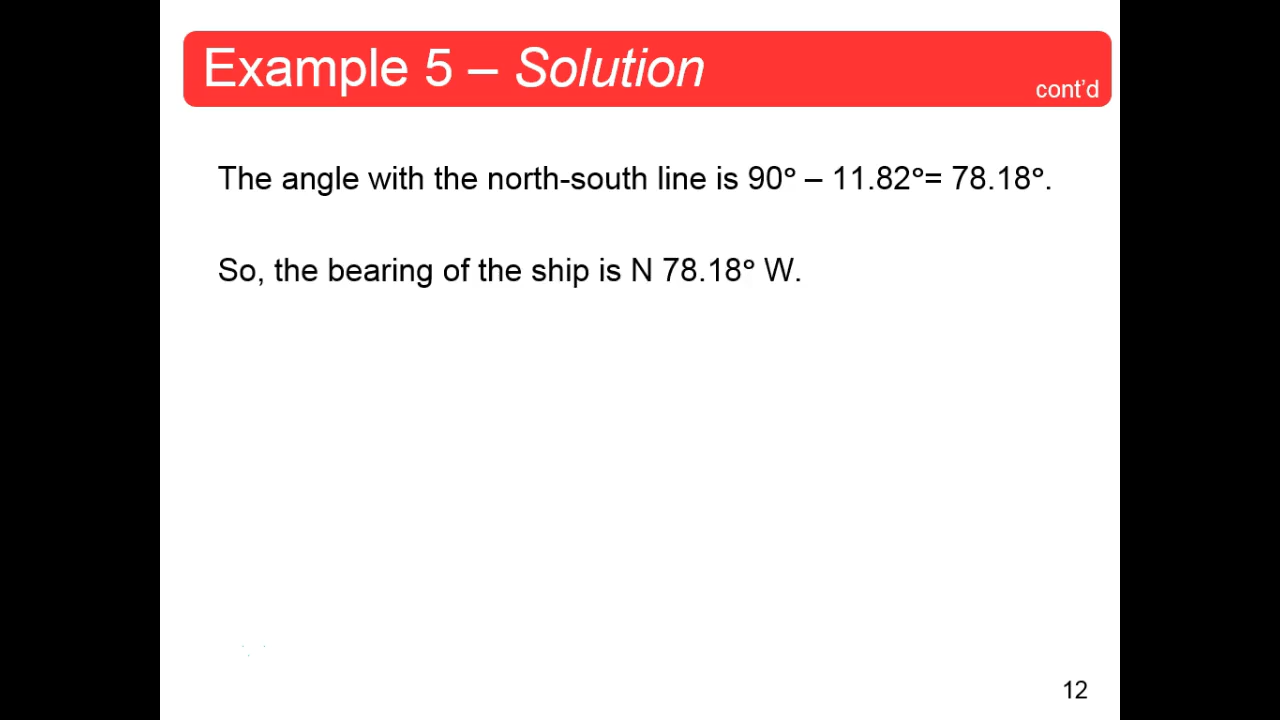 Example 5 – Solution
cont’d
The angle with the north-south line is 90° – 11.82°= 78.18°.
So, the bearing of the ship is N 78.18° W.
12